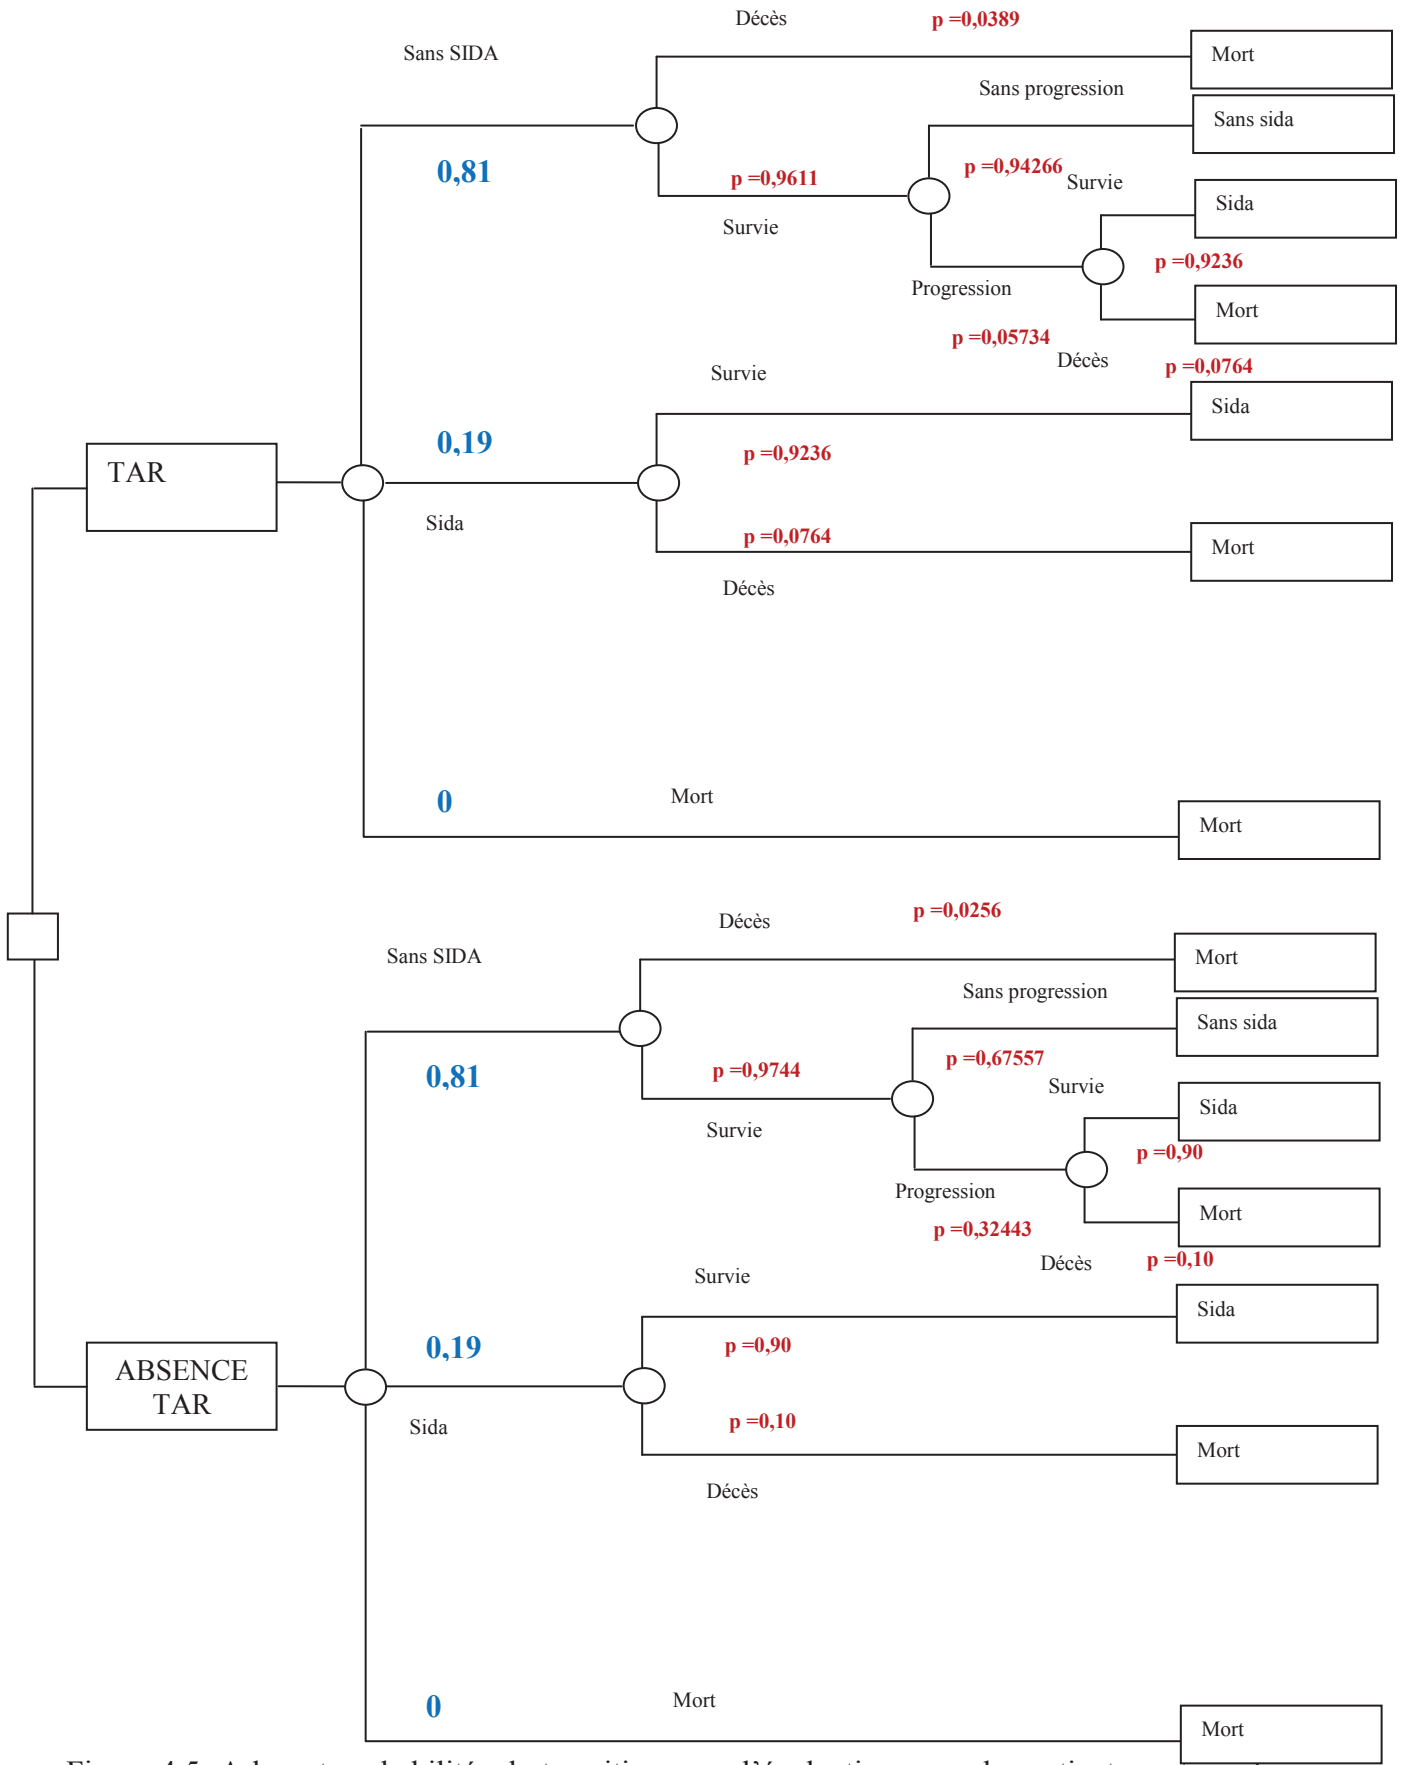 Décès p =0,0389
Sans SIDA
Mort
Sans progression
Sans sida
0,81
p =0,9611
p =0,94266
Survie
Survie
Sida
p =0,9236
Progression
Mort
p =0,05734
Décès
p =0,0764
Survie
Sida
0,19
p =0,9236
TAR
Sida
p =0,0764
Mort
Décès
0
Mort
Mort
Décès
p =0,0256
Sans SIDA
Mort
Sans progression
Sans sida
0,81
p =0,9744
p =0,67557
Survie
Survie
Sida
p =0,90
Progression
Mort
p =0,32443
Décès
p =0,10
Survie
Sida
0,19
p =0,90
ABSENCE
TAR
Sida
p =0,10
Mort
Décès
0
Mort
Mort